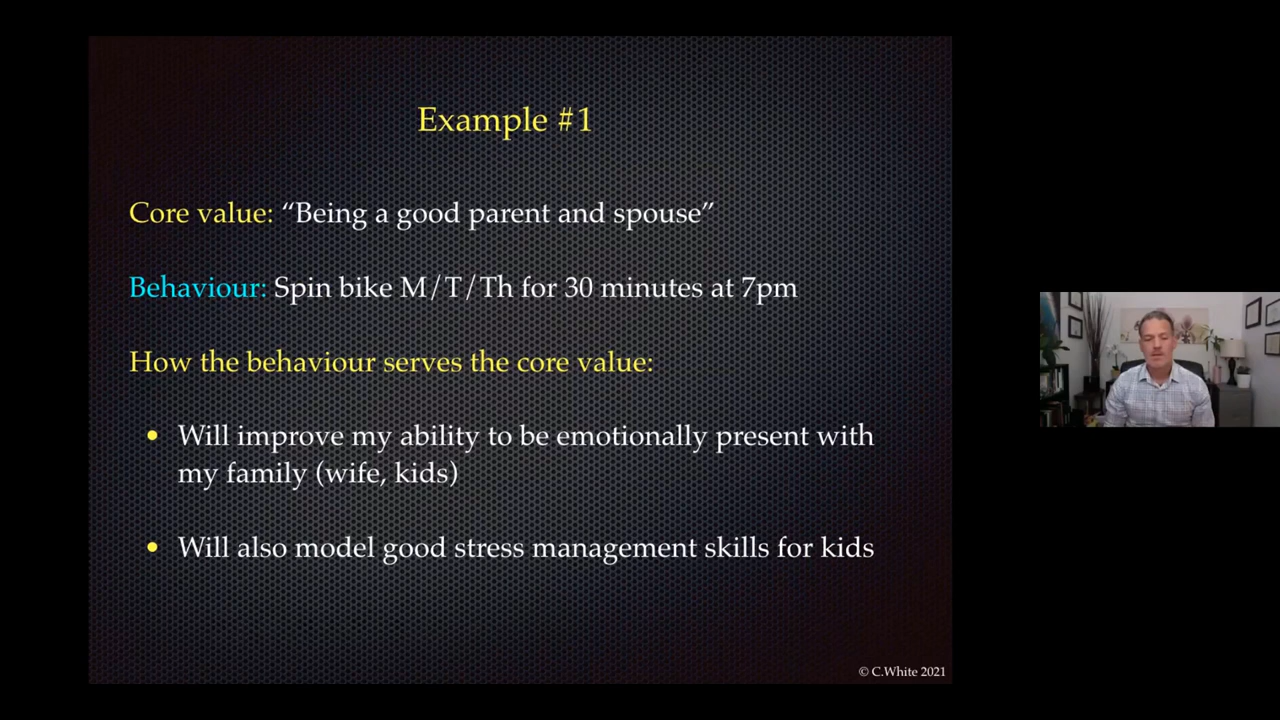 Example #1
Core value: “Being a good parent and spouse”
Behaviour: Spin bike M/T/Th for 30 minutes at 7pm
How the behaviour serves the core value:
• Will improve my ability to be emotionally present with
my family (wife, kids)
• Will also model good stress management skills for kids
© C.White 2021